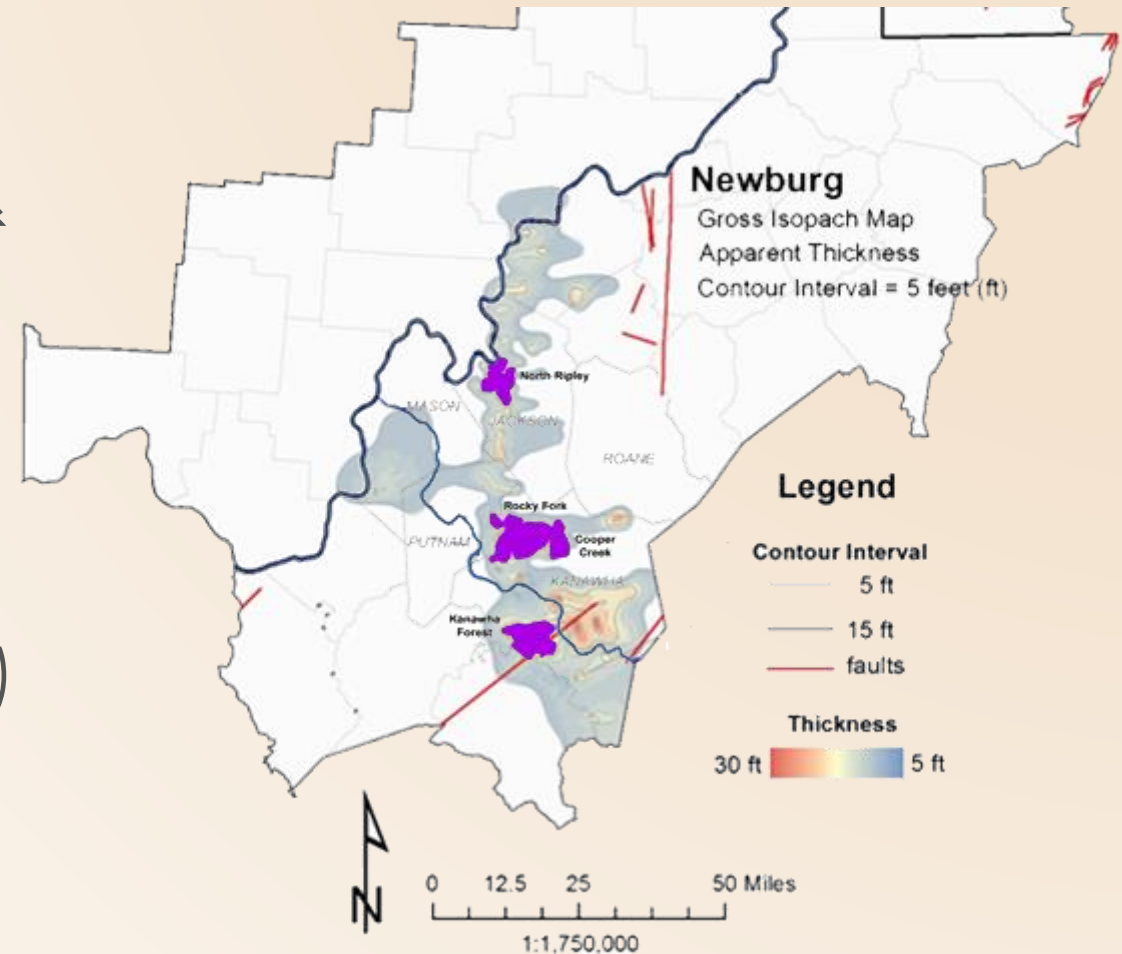 Newburg
Gross Isopach Map
Apparent Thickness
Contour Interval = 5 feet (ft)
North Ripley
MASON
JACKSON
ROANE
Rocky Fork
Cooper
Creek
PUTNAM
KANAWHA
Kanawha
Forest
Legend
Contour Interval
5 ft
15 ft
faults
Thickness
30 ft 5 ft
N
0 12.5 25 50 Miles
1:1,750,000
)